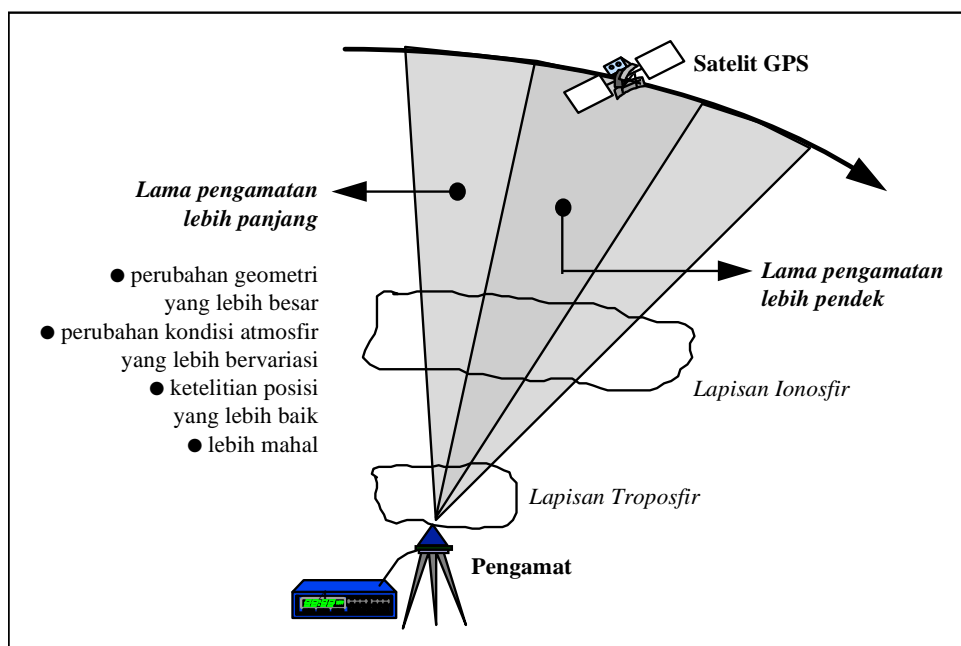 Satelit GPS
Lama pengamatan
lebih panjang
● perubahan geometri
yang lebih besar
● perubahan kondisi atmosfir
yang lebih bervariasi
● ketelitian posisi
yang lebih baik
● lebih mahal
Lama pengamatan
lebih pendek
Lapisan Ionosfir
Lapisan Troposfir
Pengamat